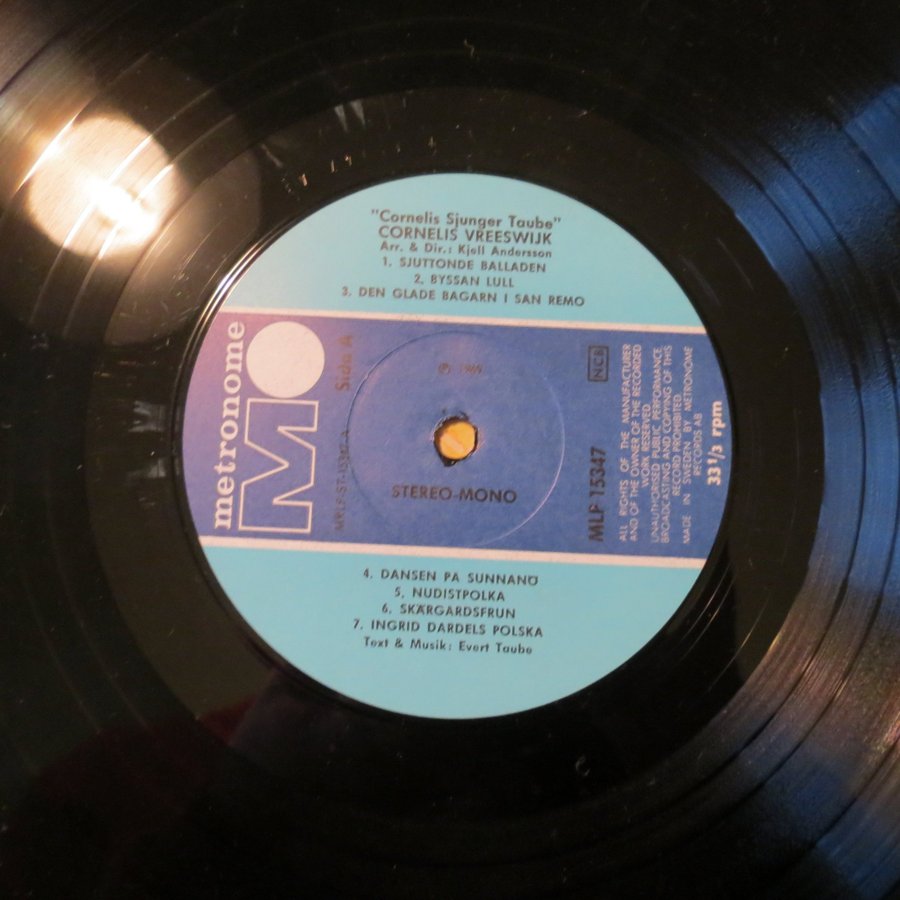 "Cornelis Sjunger Taube"
CORNELIS VREESWIJK
Arr. & Dir.: Kjell Andersson
1. SJUTTONDE BALLADEN
2. BYSSAN LULL
3. DEN GLADE BAGARN I SAN REMO
metronome
M
Side A
℗ 1969
STEREO-MONO
NCB
MLP 15347
ALL RIGHTS OF THE MANUFACTURER
AND OF THE OWNER OF THE RECORDED
WORK RESERVED.
UNAUTHORISED PUBLIC PERFORMANCE,
BROADCASTING AND COPYING OF THIS
RECORD PROHIBITED.
MADE IN SWEDEN BY METRONOME
RECORDS AB
33 1/3 rpm
4. DANSEN PA SUNNANÖ
5. NUDISTPOLKA
6. SKÄRGARDSFRUN
7. INGRID DARDELS POLSKA
Text & Musik: Evert Taube